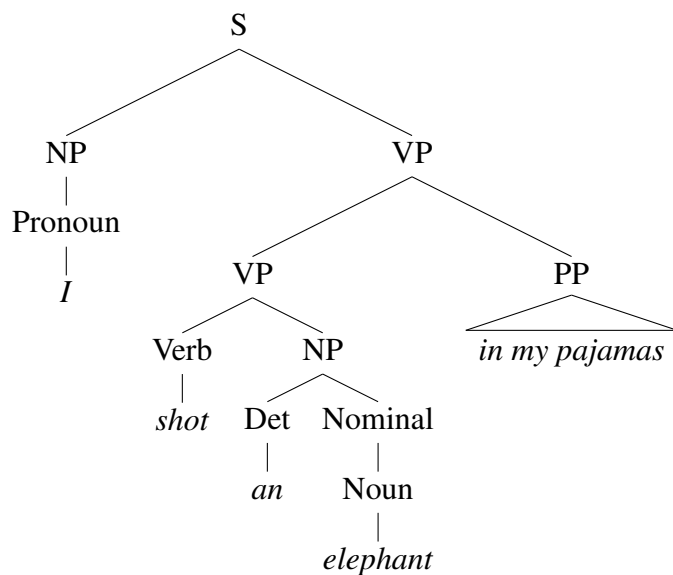 S
NP VP
Pronoun
I
VP PP
Verb NP in my pajamas
shot Det Nominal
an Noun
elephant